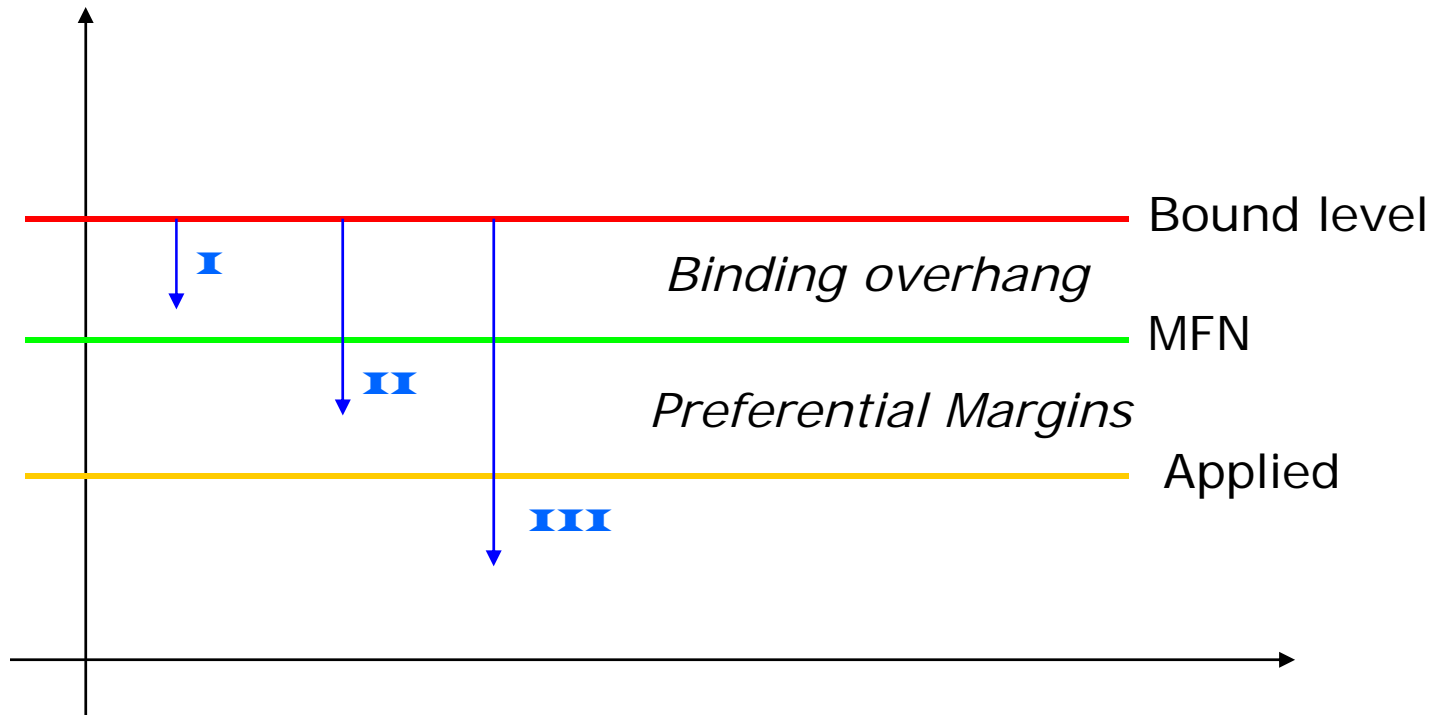 Bound level
I
Binding overhang
MFN
II
Preferential Margins
Applied
III